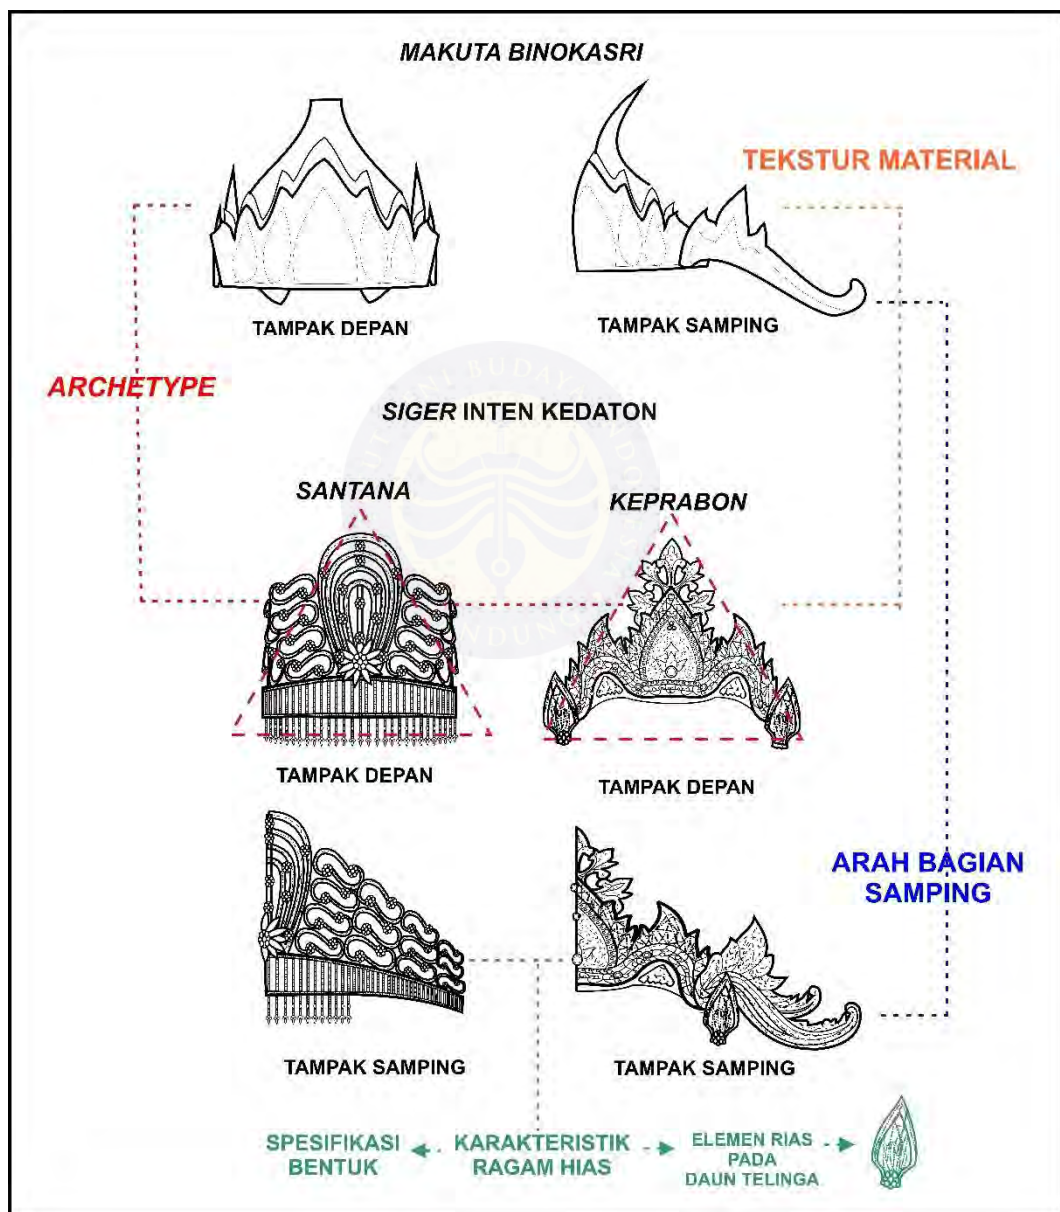 MAKUTA BINOKASRI
TEKSTUR MATERIAL
TAMPAK DEPAN
TAMPAK SAMPING
ARCHETYPE
SIGER INTEN KEDATON
SANTANA
KEPRABON
TAMPAK DEPAN
TAMPAK DEPAN
ARAH BAGIAN
SAMPING
TAMPAK SAMPING
TAMPAK SAMPING
SPESIFIKASI
BENTUK
KARAKTERISTIK
RAGAM HIAS
ELEMEN RIAS
PADA
DAUN TELINGA